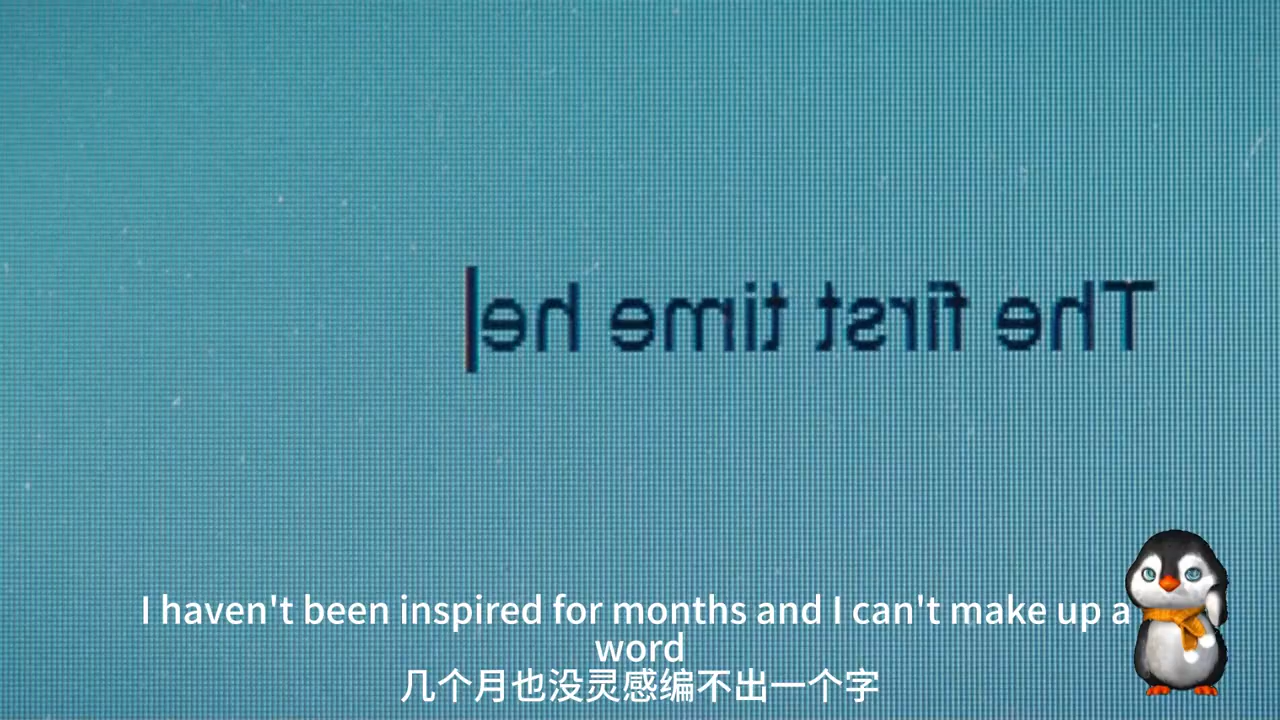 The first time he
I haven't been inspired for months and I can't make up a
word
几个月也没灵感编不出一个字